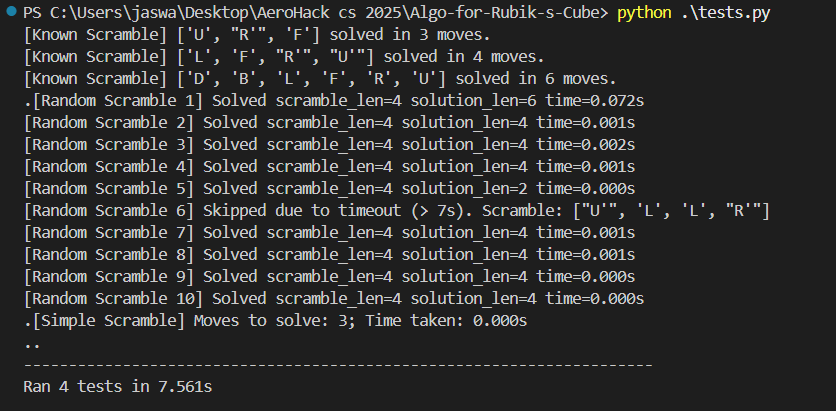 PS C:\Users\jaswa\Desktop\AeroHack cs 2025\Algo-for-Rubik-s-Cube> python .\tests.py
[Known Scramble] ['U', "R'", 'F'] solved in 3 moves.
[Known Scramble] ['L', 'F', "R'", "U'"] solved in 4 moves.
[Known Scramble] ['D', 'B', 'L', 'F', 'R', 'U'] solved in 6 moves.
.[Random Scramble 1] Solved scramble_len=4 solution_len=6 time=0.072s
[Random Scramble 2] Solved scramble_len=4 solution_len=4 time=0.001s
[Random Scramble 3] Solved scramble_len=4 solution_len=4 time=0.002s
[Random Scramble 4] Solved scramble_len=4 solution_len=4 time=0.001s
[Random Scramble 5] Solved scramble_len=4 solution_len=2 time=0.000s
[Random Scramble 6] Skipped due to timeout (> 7s). Scramble: ["U'", 'L', 'L', "R'"]
[Random Scramble 7] Solved scramble_len=4 solution_len=4 time=0.001s
[Random Scramble 8] Solved scramble_len=4 solution_len=4 time=0.001s
[Random Scramble 9] Solved scramble_len=4 solution_len=4 time=0.000s
[Random Scramble 10] Solved scramble_len=4 solution_len=4 time=0.000s
.[Simple Scramble] Moves to solve: 3; Time taken: 0.000s
..
----------------------------------------------------------------------
Ran 4 tests in 7.561s